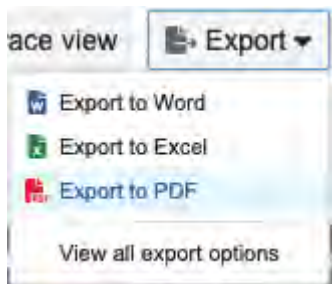 ace view Export
Export to Word
Export to Excel
Export to PDF
View all export options